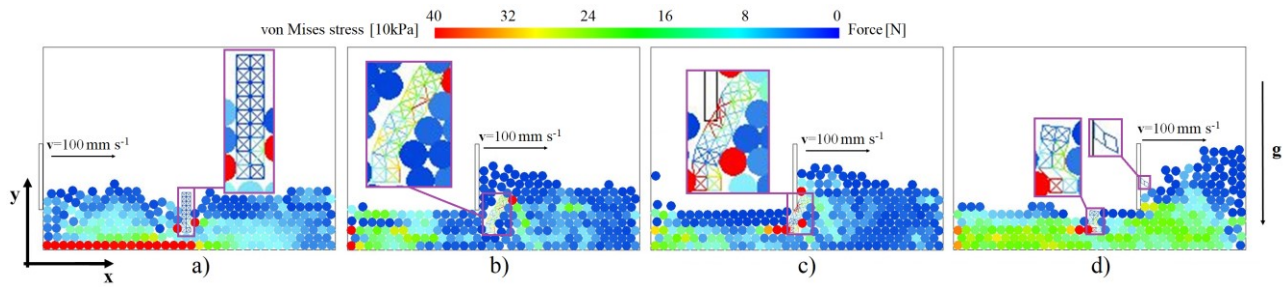 von Mises stress [10kPa] 40 32 24 16 8 0 Force[N]
v=100 mm s-1 v=100 mm s-1 v=100 mm s-1 v=100 mm s-1
g
y
x a) b) c) d)